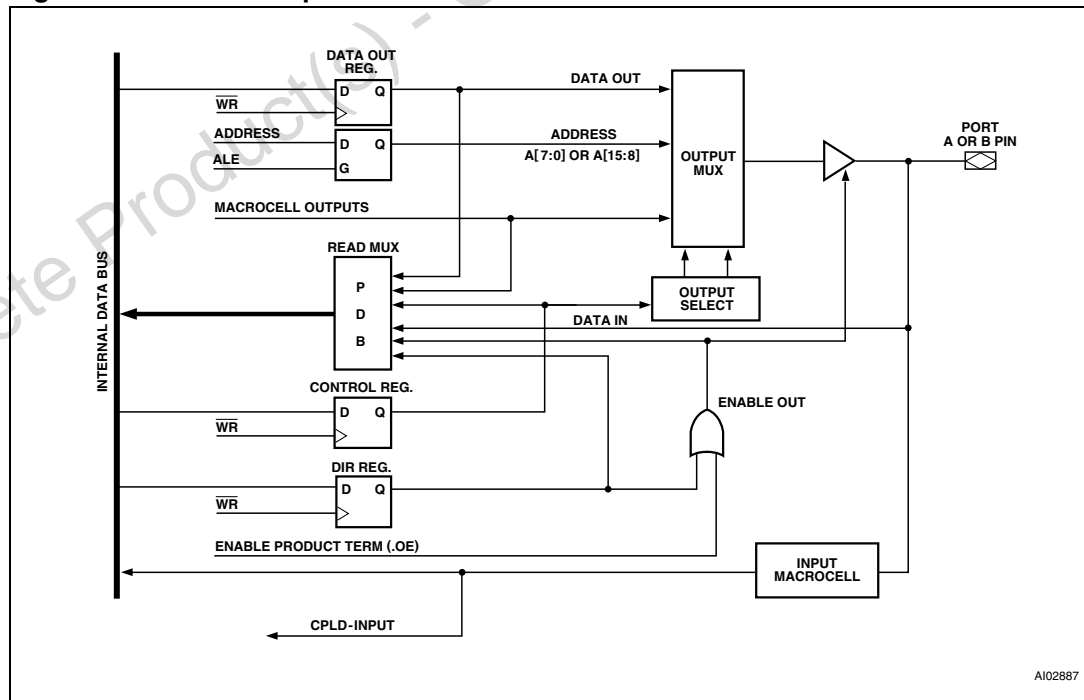 DATA OUT
REG.
D Q
WR
DATA OUT
ADDRESS
ALE
D Q
G
ADDRESS
A[7:0] OR A[15:8]
OUTPUT
MUX
PORT
A OR B PIN
MACROCELL OUTPUTS
READ MUX
P
D
B
OUTPUT
SELECT
DATA IN
INTERNAL DATA BUS
CONTROL REG.
D Q
WR
ENABLE OUT
DIR REG.
D Q
WR
ENABLE PRODUCT TERM (.OE)
INPUT
MACROCELL
CPLD-INPUT
AI02887
ete Product(s) -